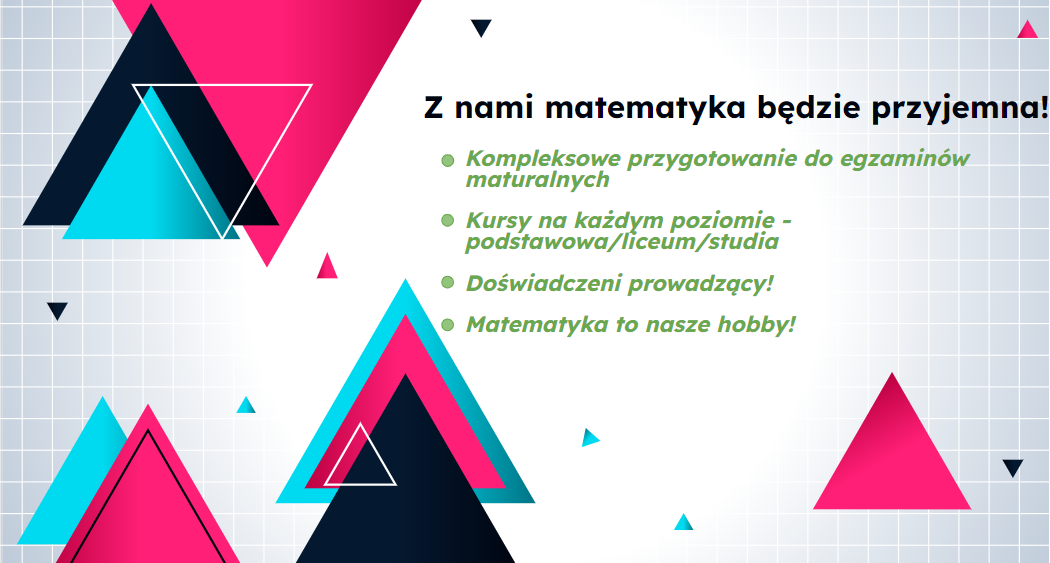 Z nami matematyka będzie przyjemna!
Kompleksowe przygotowanie do egzaminów
maturalnych
Kursy na każdym poziomie -
podstawowa/liceum/studia
Doświadczeni prowadzący!
Matematyka to nasze hobby!